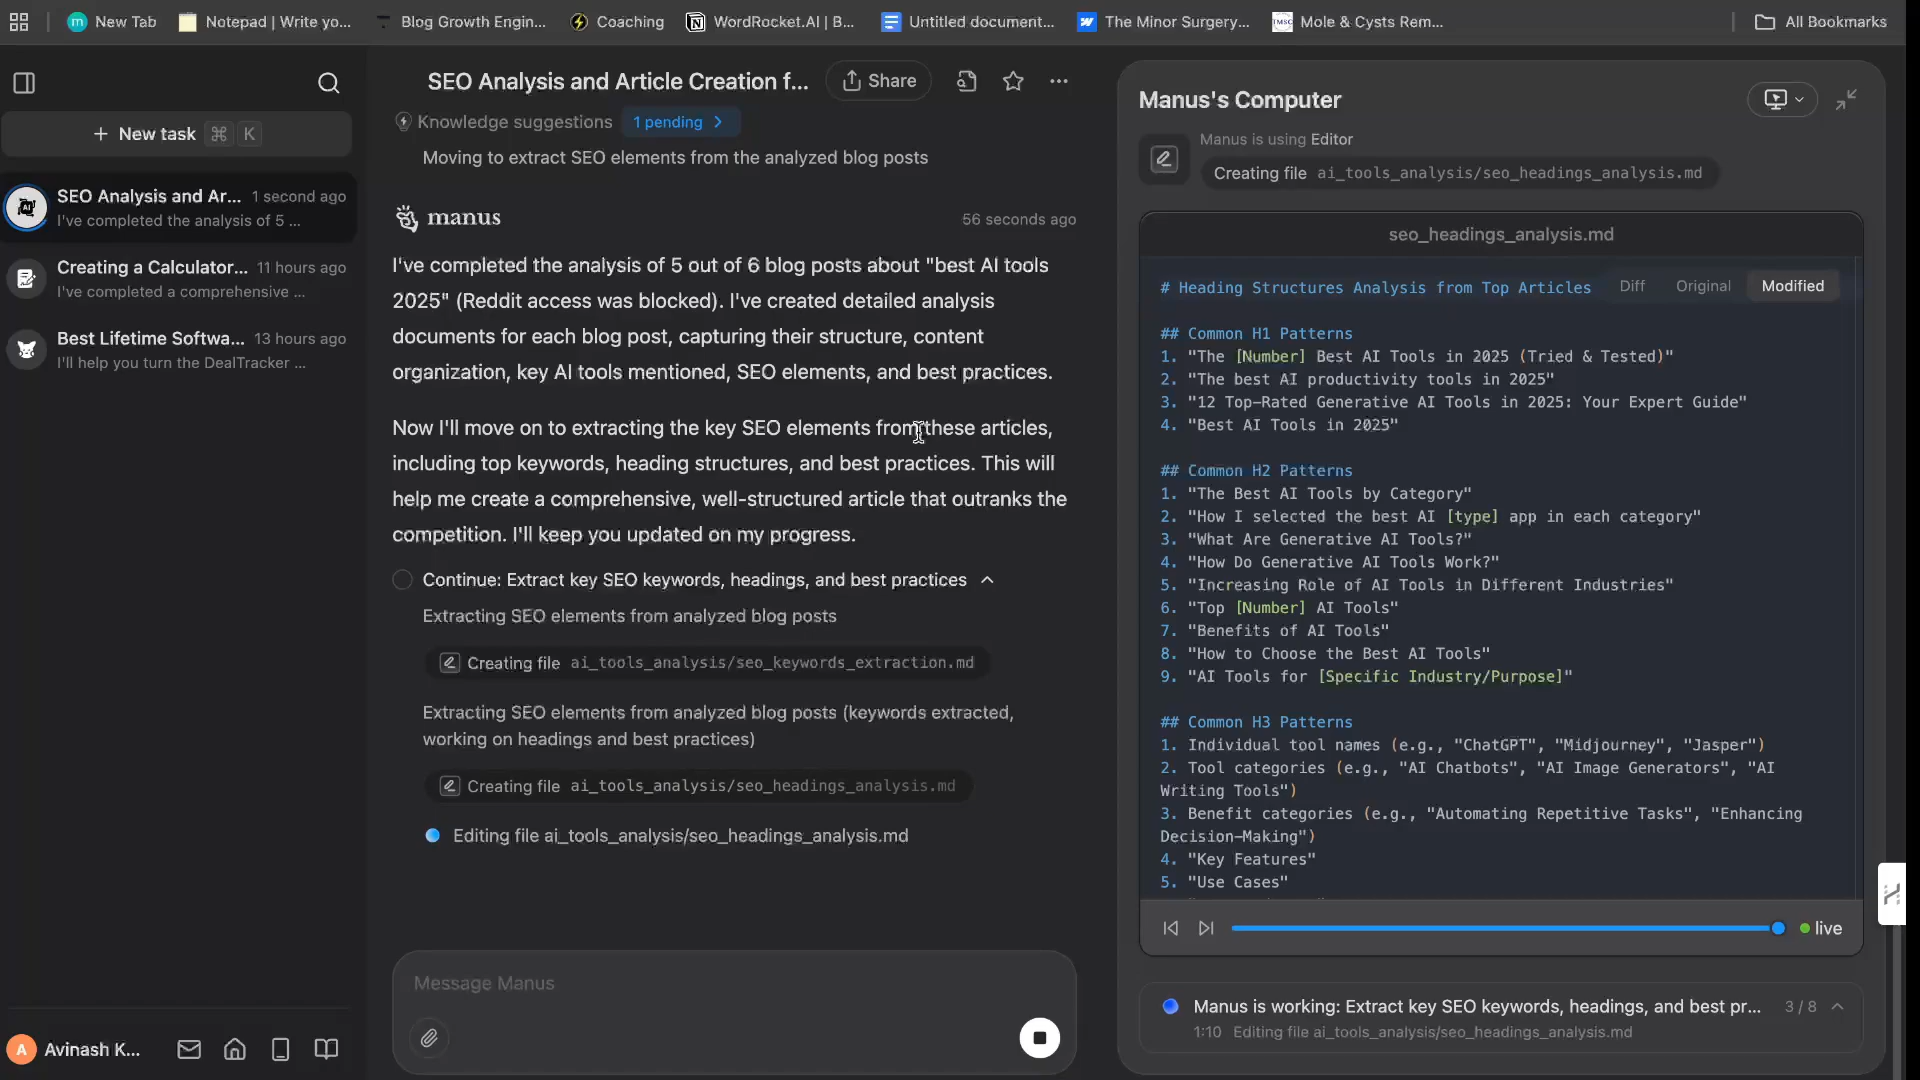 New Tab
Notepad | Write yo...
Blog Growth Engin...
Coaching
WordRocket.AI | B...
Untitled document...
The Minor Surgery...
Mole & Cysts Rem...
All Bookmarks
+ New task ⌘ K
SEO Analysis and Ar... 1 second ago
I've completed the analysis of 5 ...
Creating a Calculator... 11 hours ago
I've completed a comprehensive ...
Best Lifetime Softwa... 13 hours ago
I'll help you turn the DealTracker ...
A Avinash K...
SEO Analysis and Article Creation f... Share
Knowledge suggestions 1 pending >
Moving to extract SEO elements from the analyzed blog posts
manus 56 seconds ago
I've completed the analysis of 5 out of 6 blog posts about "best AI tools
2025" (Reddit access was blocked). I've created detailed analysis
documents for each blog post, capturing their structure, content
organization, key AI tools mentioned, SEO elements, and best practices.
Now I'll move on to extracting the key SEO elements from these articles,
including top keywords, heading structures, and best practices. This will
help me create a comprehensive, well-structured article that outranks the
competition. I'll keep you updated on my progress.
Continue: Extract key SEO keywords, headings, and best practices
Extracting SEO elements from analyzed blog posts
Creating file ai_tools_analysis/seo_keywords_extraction.md
Extracting SEO elements from analyzed blog posts (keywords extracted,
working on headings and best practices)
Creating file ai_tools_analysis/seo_headings_analysis.md
Editing file ai_tools_analysis/seo_headings_analysis.md
Message Manus
Manus's Computer
Manus is using Editor
Creating file ai_tools_analysis/seo_headings_analysis.md
seo_headings_analysis.md
Diff Original Modified
# Heading Structures Analysis from Top Articles
## Common H1 Patterns
1. "The [Number] Best AI Tools in 2025 (Tried & Tested)"
2. "The best AI productivity tools in 2025"
3. "12 Top-Rated Generative AI Tools in 2025: Your Expert Guide"
4. "Best AI Tools in 2025"
## Common H2 Patterns
1. "The Best AI Tools by Category"
2. "How I selected the best AI [type] app in each category"
3. "What Are Generative AI Tools?"
4. "How Do Generative AI Tools Work?"
5. "Increasing Role of AI Tools in Different Industries"
6. "Top [Number] AI Tools"
7. "Benefits of AI Tools"
8. "How to Choose the Best AI Tools"
9. "AI Tools for [Specific Industry/Purpose]"
## Common H3 Patterns
1. Individual tool names (e.g., "ChatGPT", "Midjourney", "Jasper")
2. Tool categories (e.g., "AI Chatbots", "AI Image Generators", "AI
Writing Tools")
3. Benefit categories (e.g., "Automating Repetitive Tasks", "Enhancing
Decision-Making")
4. "Key Features"
5. "Use Cases"
live
Manus is working: Extract key SEO keywords, headings, and best pr... 3 / 8
1:10 Editing file ai_tools_analysis/seo_headings_analysis.md